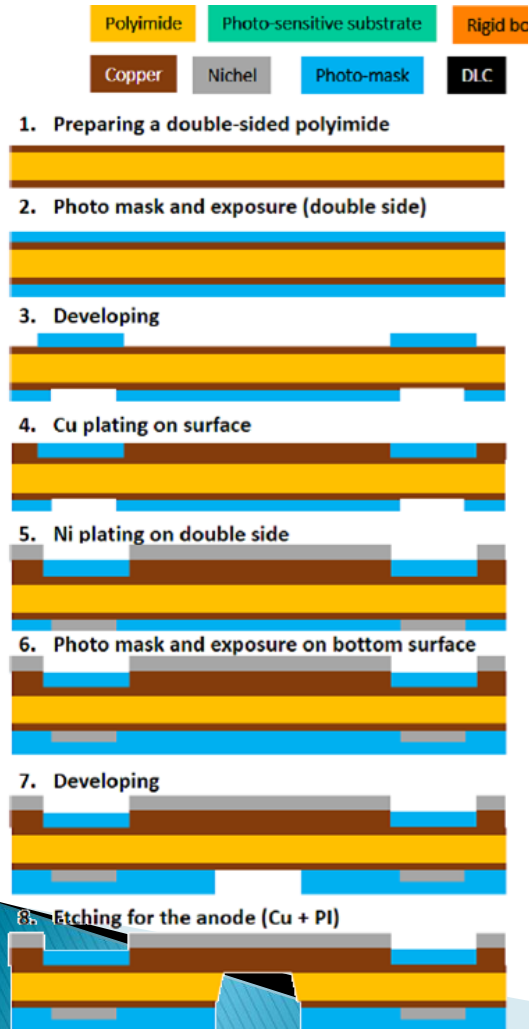 Polyimide Photo-sensitive substrate Rigid bo
Copper Nichel Photo-mask DLC
1. Preparing a double-sided polyimide
2. Photo mask and exposure (double side)
3. Developing
4. Cu plating on surface
5. Ni plating on double side
6. Photo mask and exposure on bottom surface
7. Developing
8. Etching for the anode (Cu + PI)